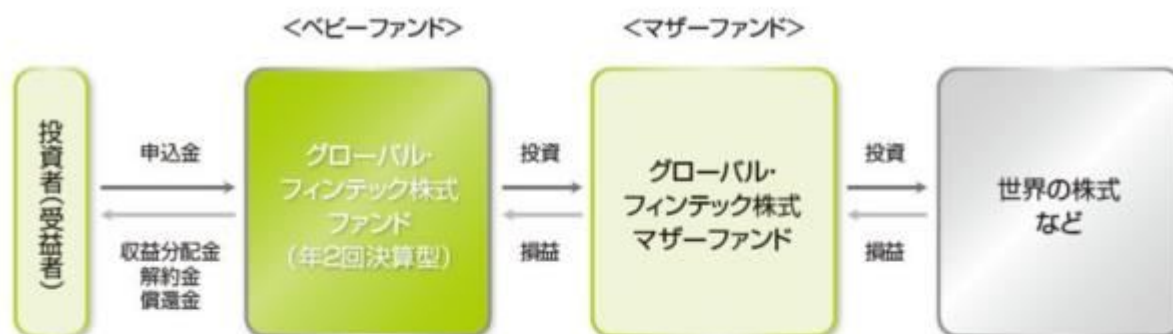 ＜ベビーファンド＞
＜マザーファンド＞
投資者（受益者）
申込金
収益分配金
解約金
償還金
グローバル・
フィンテック株式
ファンド
（年2回決算型）
投資
損益
グローバル・
フィンテック株式
マザーファンド
投資
損益
世界の株式
など